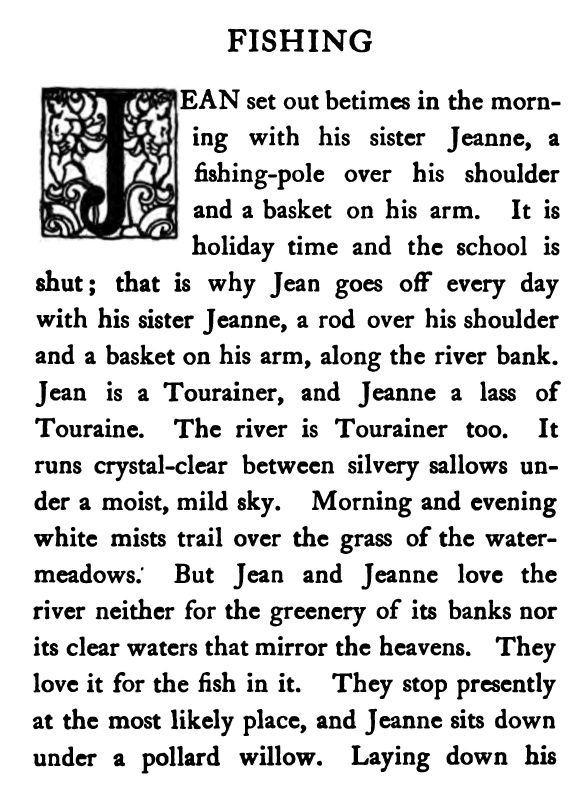 FISHING
JEAN set out betimes in the morn-
ing with his sister Jeanne, a
fishing-pole over his shoulder
and a basket on his arm. It is
holiday time and the school is
shut; that is why Jean goes off every day
with his sister Jeanne, a rod over his shoulder
and a basket on his arm, along the river bank.
Jean is a Tourainer, and Jeanne a lass of
Touraine. The river is Tourainer too. It
runs crystal-clear between silvery sallows un-
der a moist, mild sky. Morning and evening
white mists trail over the grass of the water-
meadows. But Jean and Jeanne love the
river neither for the greenery of its banks nor
its clear waters that mirror the heavens. They
love it for the fish in it. They stop presently
at the most likely place, and Jeanne sits down
under a pollard willow. Laying down his